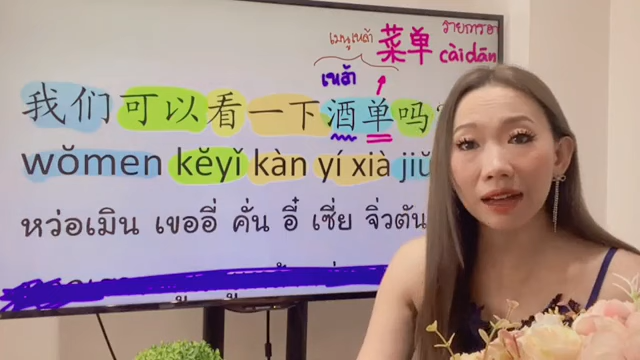 เมนูเหล้า 菜单 รายการอา
เหล้า càidān
我们可以看一下酒单吗?
wǒmen kěyǐ kàn yí xià jiǔ
หว่อเมิน เขออี่ คั่น อี๋ เซี่ย จิ่วตัน